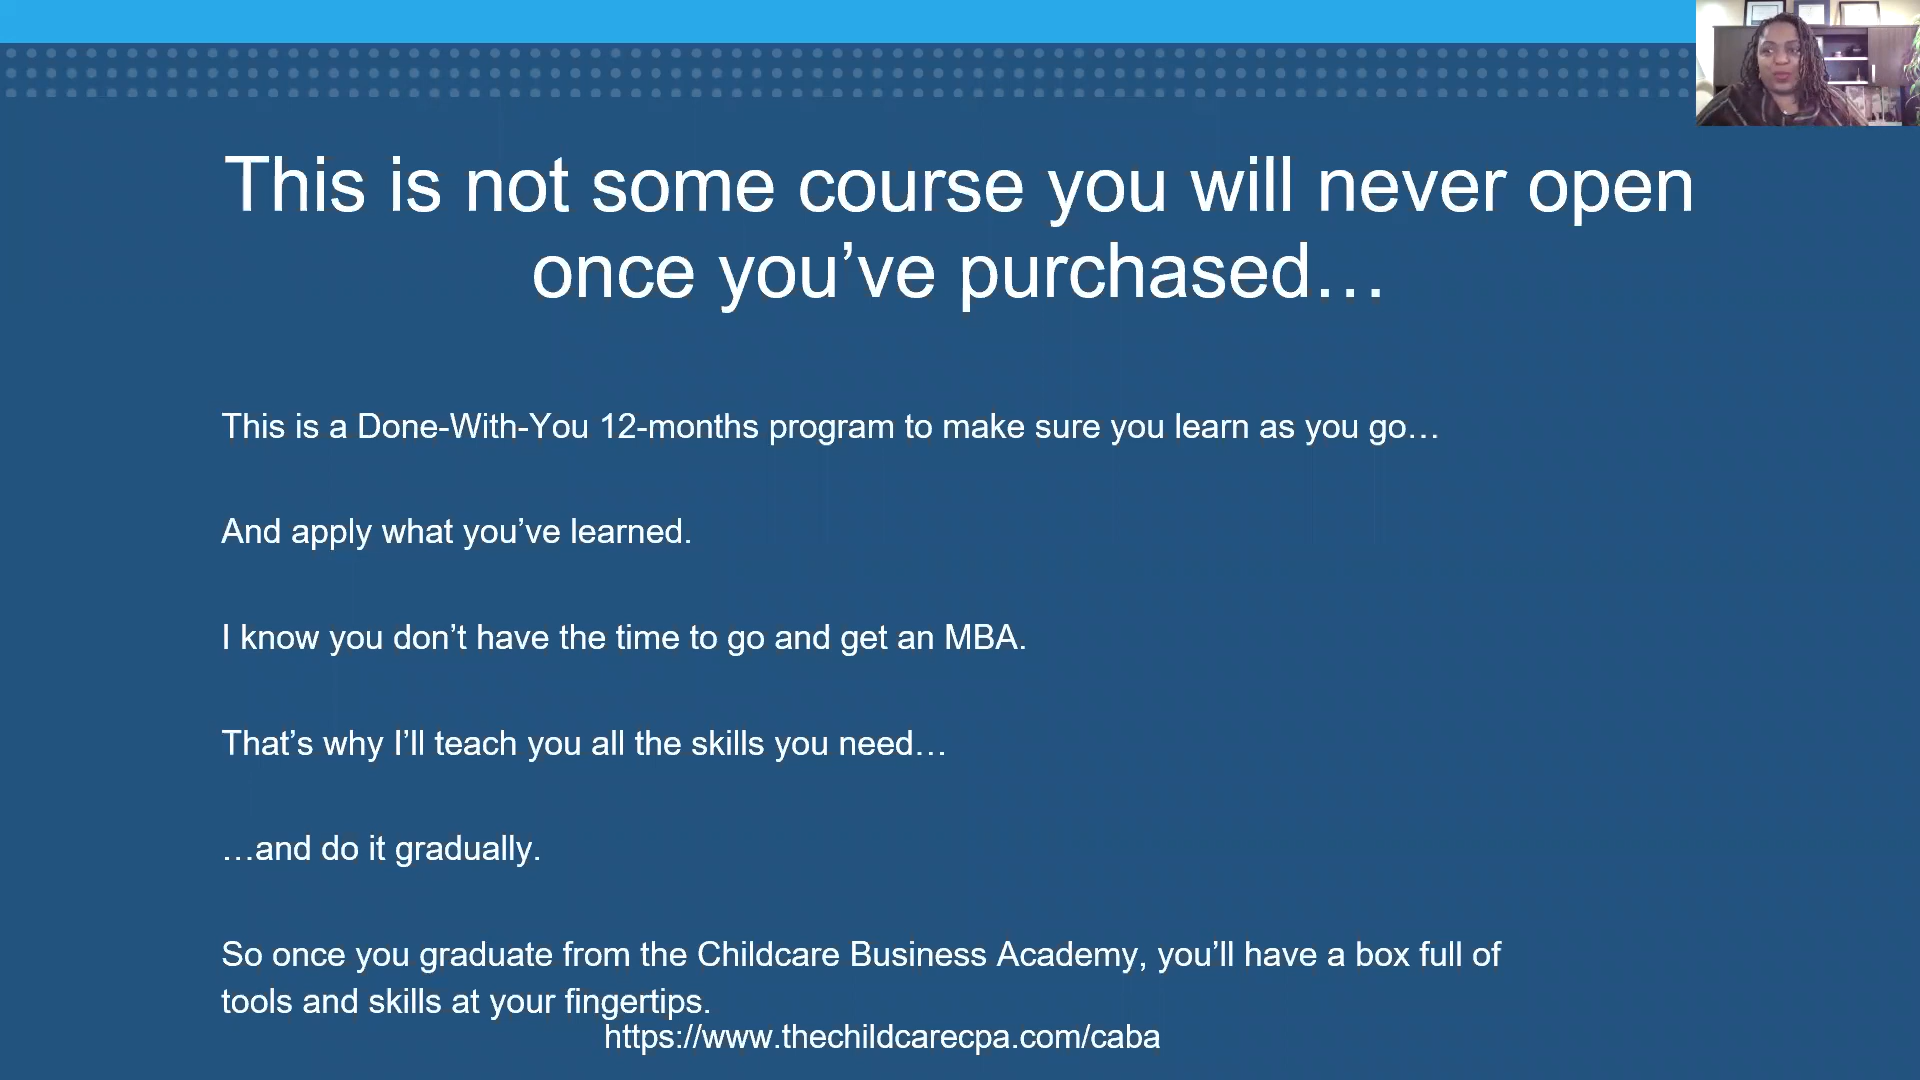 This is not some course you will never open
once you’ve purchased…
This is a Done-With-You 12-months program to make sure you learn as you go…
And apply what you’ve learned.
I know you don’t have the time to go and get an MBA.
That’s why I’ll teach you all the skills you need…
…and do it gradually.
So once you graduate from the Childcare Business Academy, you’ll have a box full of
tools and skills at your fingertips.
https://www.thechildcarecpa.com/caba